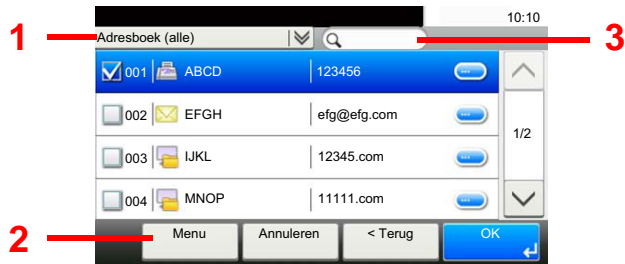 10:10
1 Adresboek (alle) 3
001 ABCD 123456
002 EFGH efg@efg.com
1/2
003 IJKL 12345.com
004 MNOP 11111.com
2 Menu Annuleren < Terug OK